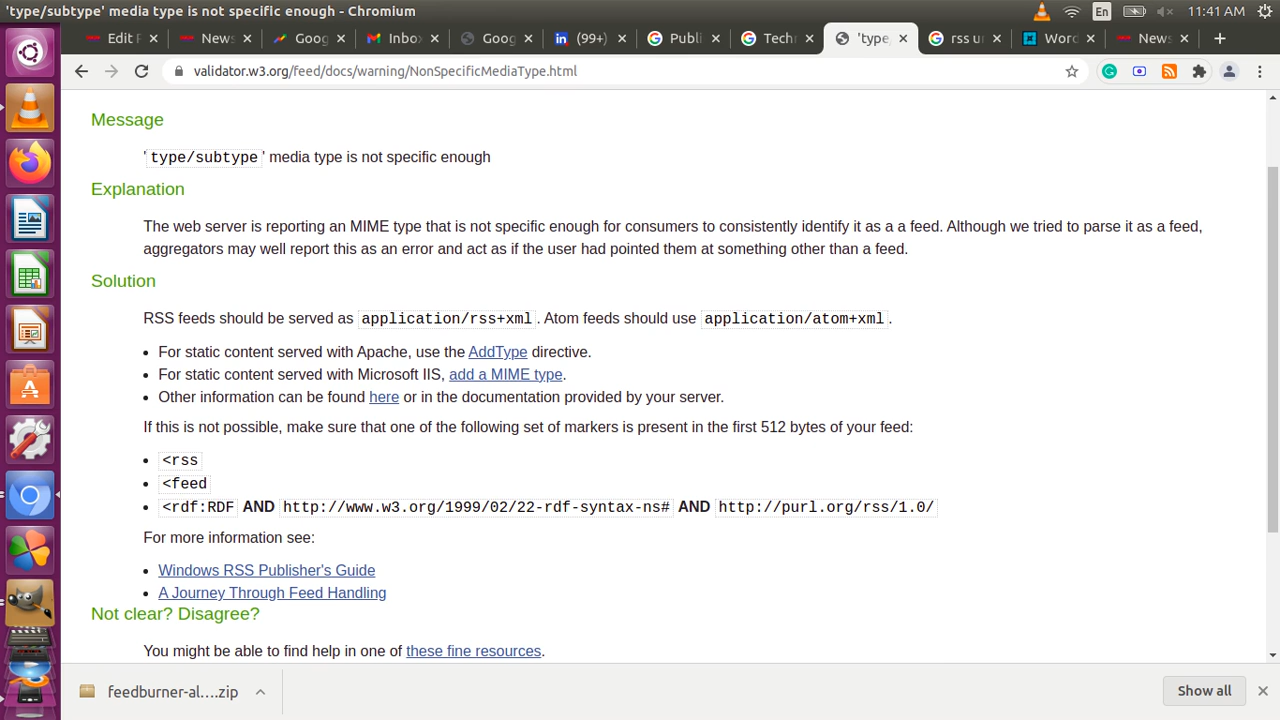 'type/subtype' media type is not specific enough - Chromium
En
11:41 AM
Edit F
News
Goog
Inbo
Goog
(99+)
Publi
Techn
'type,
rss u
Word
News
validator.w3.org/feed/docs/warning/NonSpecificMediaType.html
Message
'type/subtype' media type is not specific enough
Explanation
The web server is reporting an MIME type that is not specific enough for consumers to consistently identify it as a a feed. Although we tried to parse it as a feed,
aggregators may well report this as an error and act as if the user had pointed them at something other than a feed.
Solution
RSS feeds should be served as application/rss+xml. Atom feeds should use application/atom+xml.
• For static content served with Apache, use the AddType directive.
• For static content served with Microsoft IIS, add a MIME type.
• Other information can be found here or in the documentation provided by your server.
If this is not possible, make sure that one of the following set of markers is present in the first 512 bytes of your feed:
• <rss
• <feed
• <rdf:RDF AND http://www.w3.org/1999/02/22-rdf-syntax-ns# AND http://purl.org/rss/1.0/
For more information see:
• Windows RSS Publisher's Guide
• A Journey Through Feed Handling
Not clear? Disagree?
You might be able to find help in one of these fine resources.
feedburner-al....zip
Show all